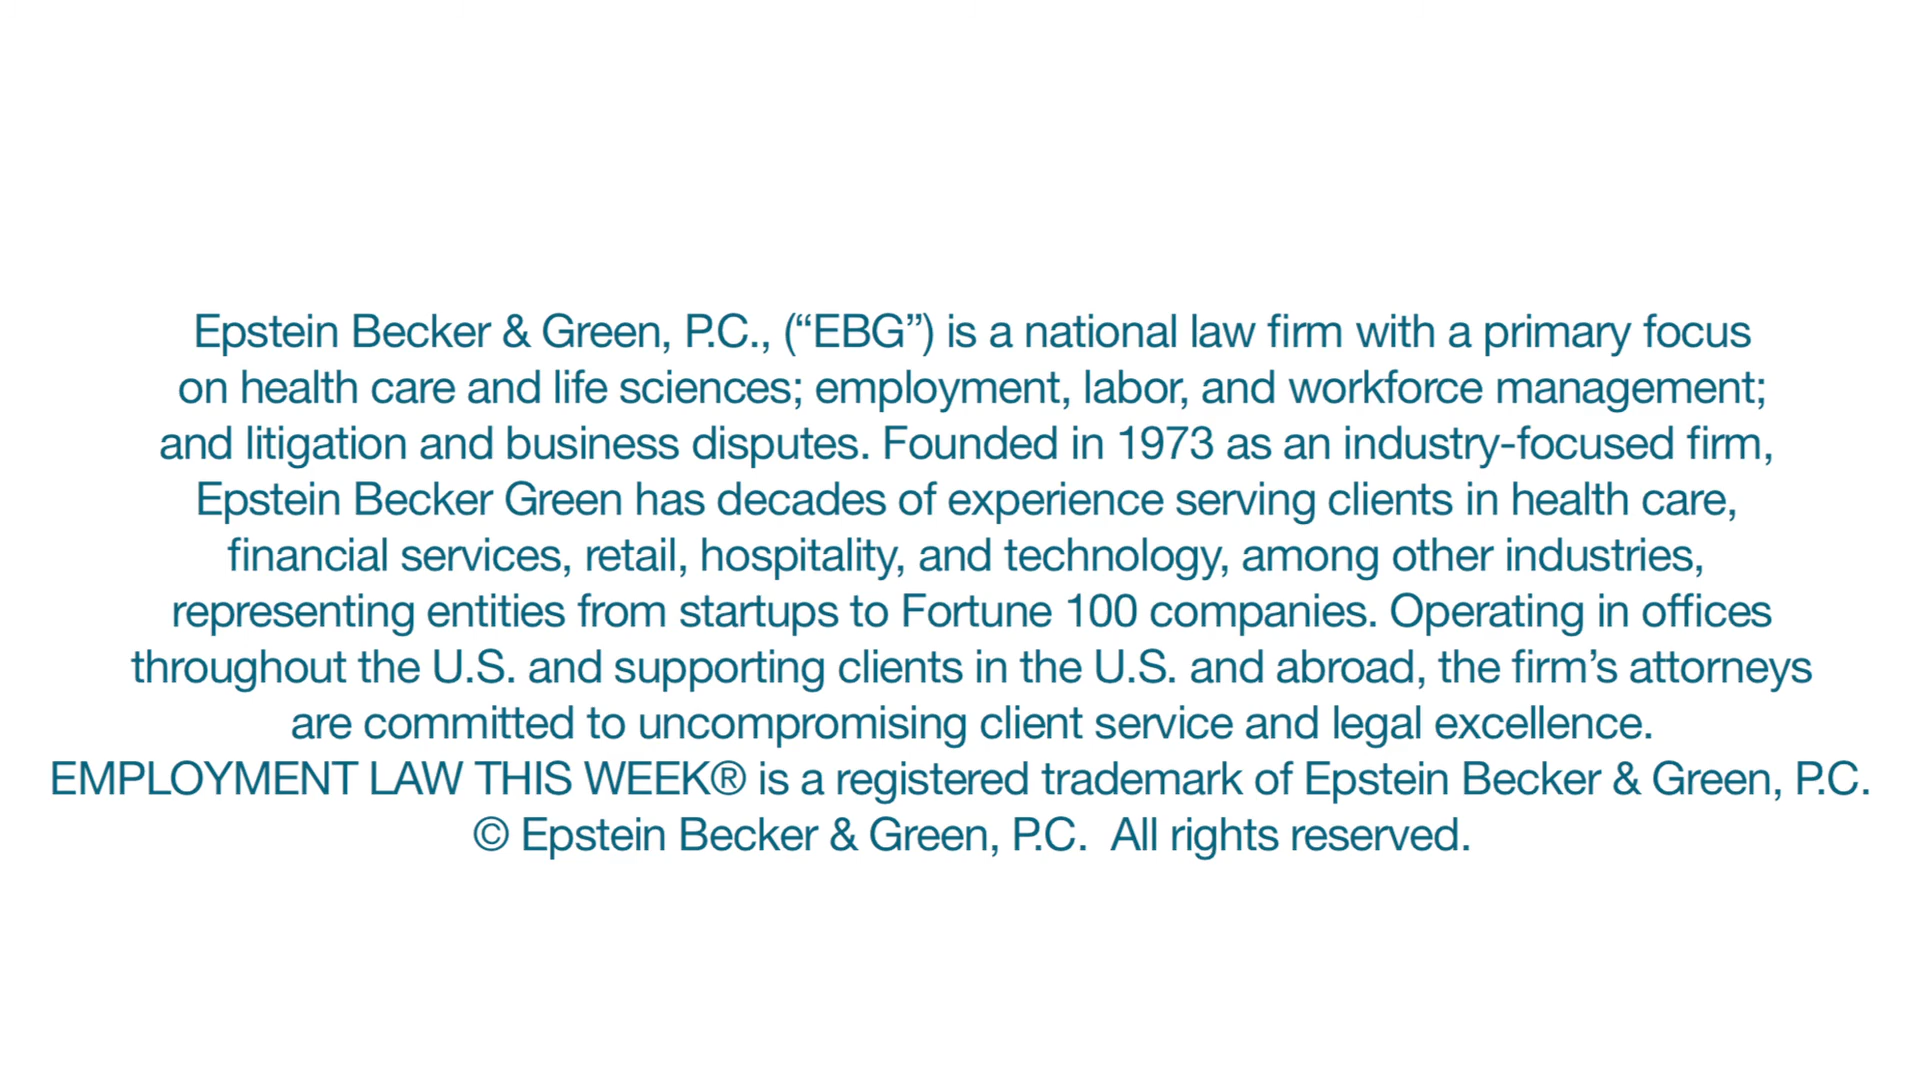 Epstein Becker & Green, P.C., (“EBG”) is a national law firm with a primary focus
on health care and life sciences; employment, labor, and workforce management;
and litigation and business disputes. Founded in 1973 as an industry-focused firm,
Epstein Becker Green has decades of experience serving clients in health care,
financial services, retail, hospitality, and technology, among other industries,
representing entities from startups to Fortune 100 companies. Operating in offices
throughout the U.S. and supporting clients in the U.S. and abroad, the firm’s attorneys
are committed to uncompromising client service and legal excellence.
EMPLOYMENT LAW THIS WEEK® is a registered trademark of Epstein Becker & Green, P.C.
© Epstein Becker & Green, P.C.  All rights reserved.